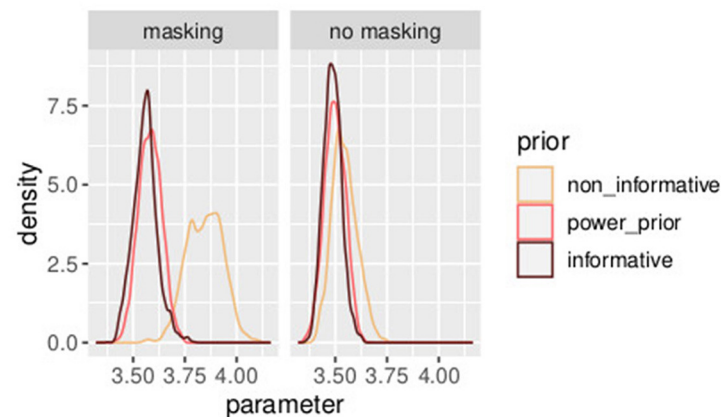 masking
no masking
density
7.5
5.0
2.5
0.0
3.50 3.75 4.00
3.50 3.75 4.00
parameter
prior
non_informative
power_prior
informative